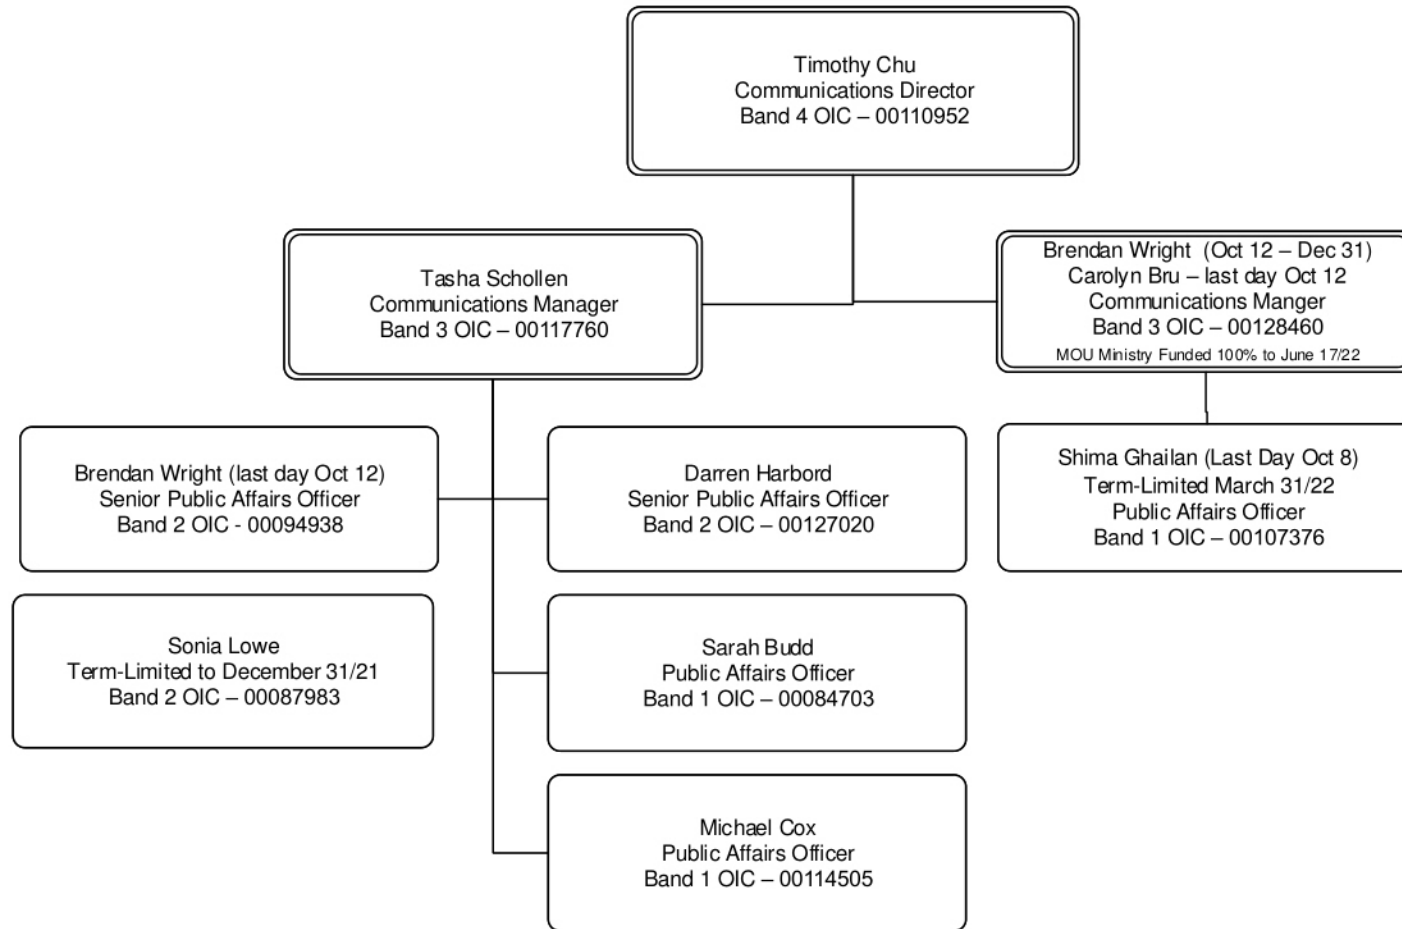 Timothy Chu
Communications Director
Band 4 OIC – 00110952
Tasha Schollen
Communications Manager
Band 3 OIC – 00117760
Brendan Wright  (Oct 12 – Dec 31)
Carolyn Bru – last day Oct 12
Communications Manger
Band 3 OIC – 00128460
MOU Ministry Funded 100% to June 17/22
Brendan Wright (last day Oct 12)
Senior Public Affairs Officer
Band 2 OIC - 00094938
Darren Harbord
Senior Public Affairs Officer
Band 2 OIC – 00127020
Shima Ghailan (Last Day Oct 8)
Term-Limited March 31/22
Public Affairs Officer
Band 1 OIC – 00107376
Sonia Lowe
Term-Limited to December 31/21
Band 2 OIC – 00087983
Sarah Budd
Public Affairs Officer
Band 1 OIC – 00084703
Michael Cox
Public Affairs Officer
Band 1 OIC – 00114505